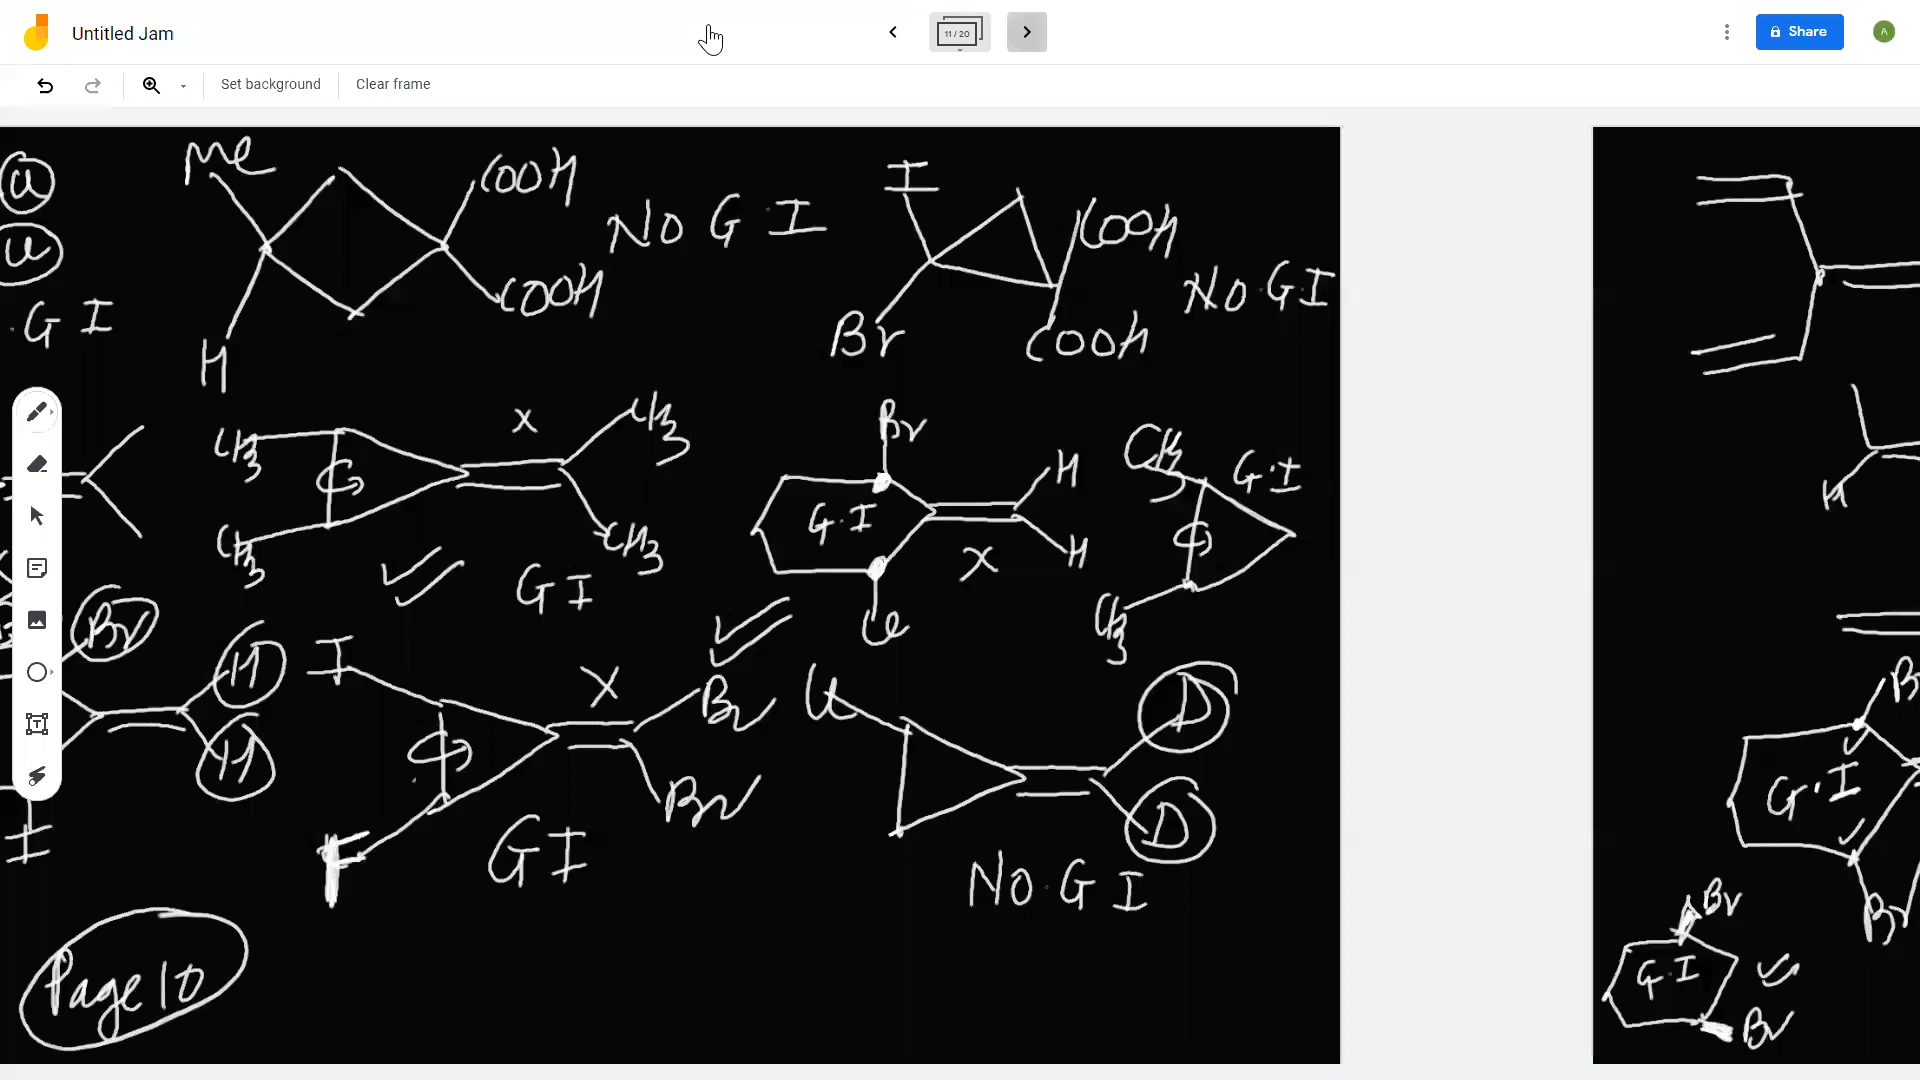 Untitled Jam
11 / 20
Share
A
Set background
Clear frame
a
Me
COOH
I
COOH
NO G.I
COOH
H
Br
COOH
NO.GI
.G I
CH3
X
CH3
Br
H
CH3
G.I
G.I
CH3
CH3
H
X
GI
Cl
CH3
Br
H
I
X
Br
Cl
D
H
Br
D
I
F
GI
NO.GI
Page 10
H
Br
G.I
Br
Br
G.I
Br